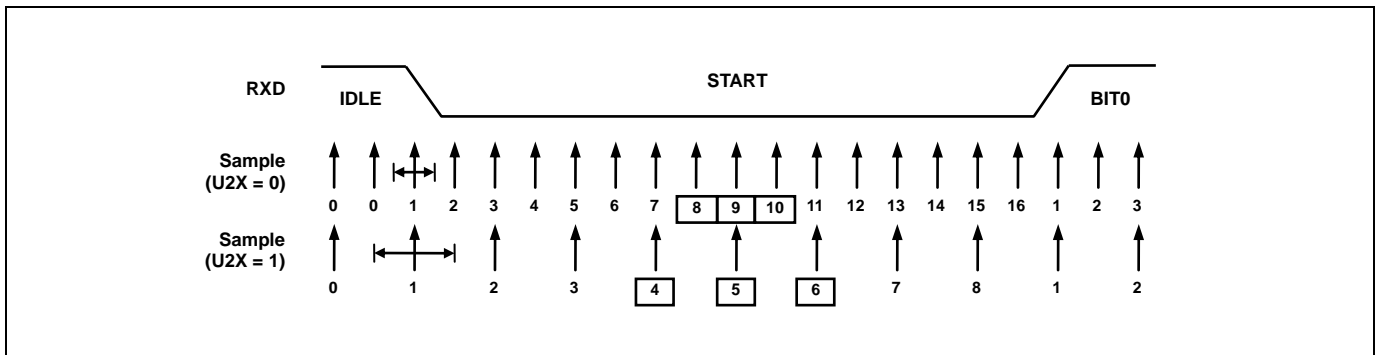 RXD
IDLE
START
BIT0
Sample
(U2X = 0)
0 0 1 2 3 4 5 6 7 8 9 10 11 12 13 14 15 16 1 2 3
Sample
(U2X = 1)
0 1 2 3 4 5 6 7 8 1 2